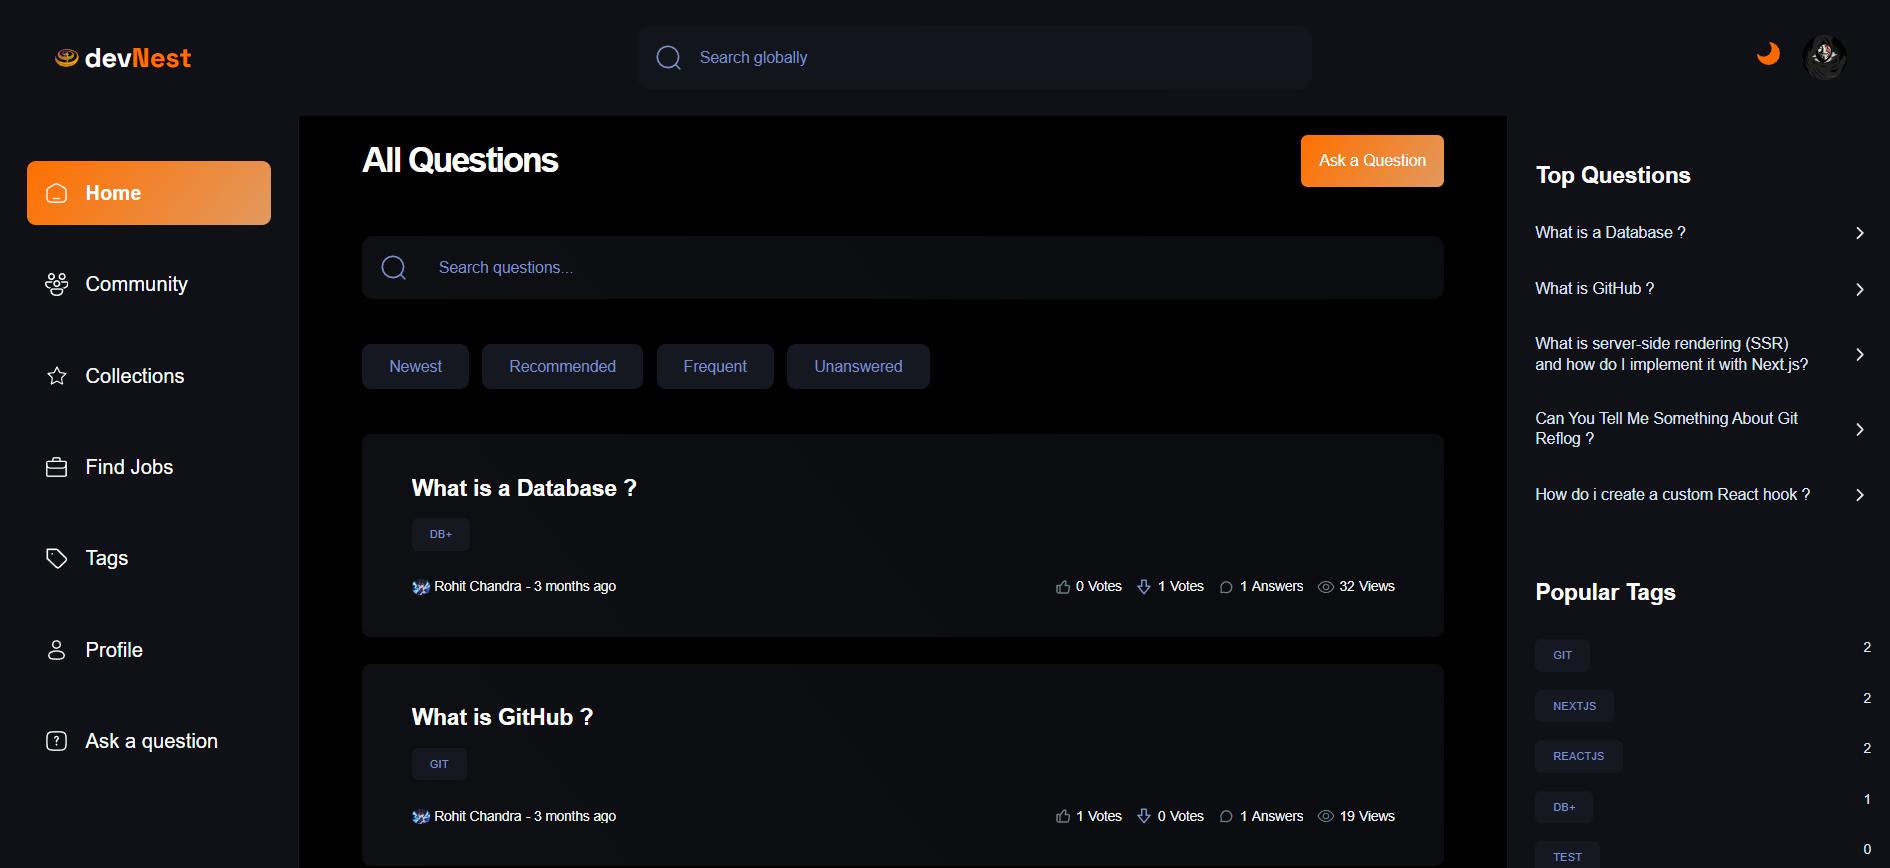 devNest
Search globally
Home
Community
Collections
Find Jobs
Tags
Profile
Ask a question
All Questions
Ask a Question
Search questions...
Newest
Recommended
Frequent
Unanswered
What is a Database ?
DB+
Rohit Chandra - 3 months ago
0 Votes
1 Votes
1 Answers
32 Views
What is GitHub ?
GIT
Rohit Chandra - 3 months ago
1 Votes
0 Votes
1 Answers
19 Views
Top Questions
What is a Database ?
What is GitHub ?
What is server-side rendering (SSR)
and how do I implement it with Next.js?
Can You Tell Me Something About Git
Reflog ?
How do i create a custom React hook ?
Popular Tags
GIT
2
NEXTJS
2
REACTJS
2
DB+
1
TEST
0